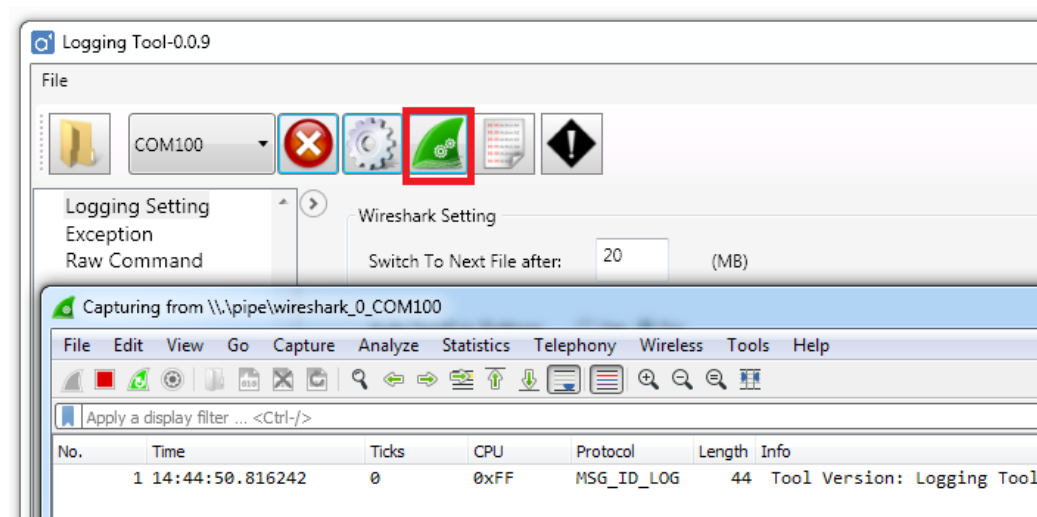 Logging Tool-0.0.9
File
COM100
Logging Setting
Exception
Raw Command
Wireshark Setting
Switch To Next File after: 20 (MB)
Capturing from \\.\pipe\wireshark_0_COM100
File Edit View Go Capture Analyze Statistics Telephony Wireless Tools Help
Apply a display filter ... <Ctrl-/>
No. Time Ticks CPU Protocol Length Info
1 14:44:50.816242 0 0xFF MSG_ID_LOG 44 Tool Version: Logging Tool